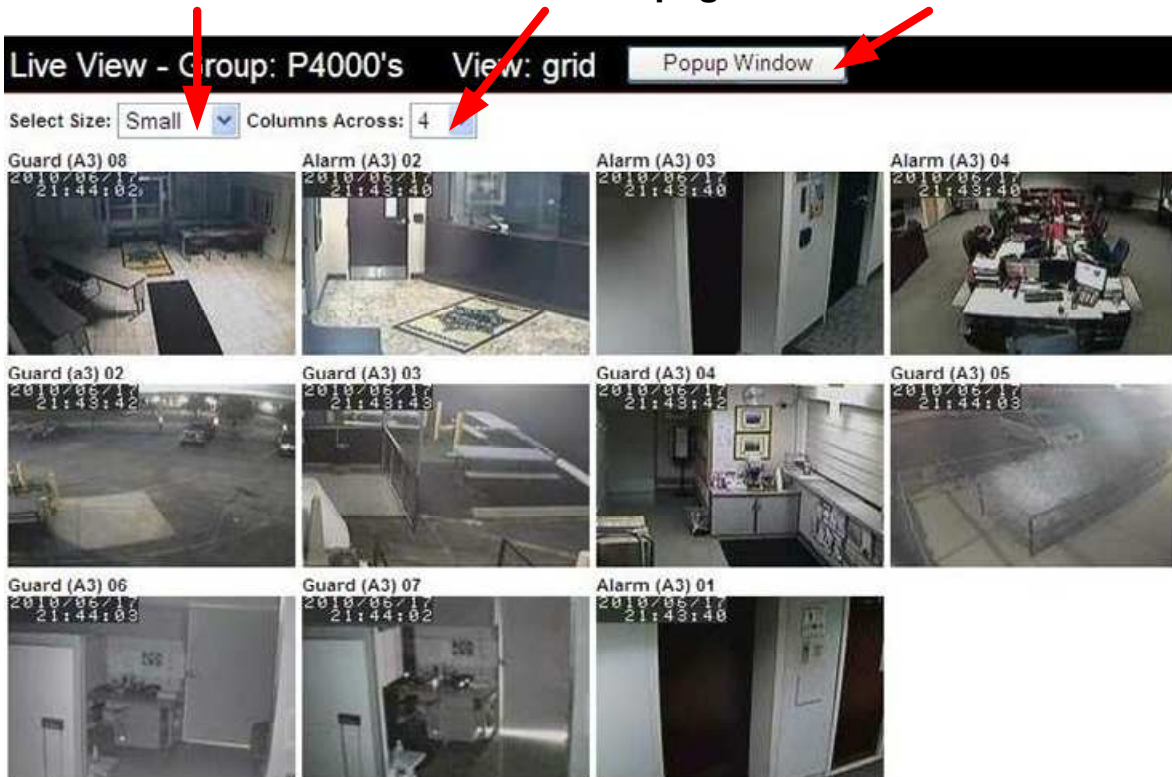 Live View - Group: P4000's View: grid Popup Window
Select Size: Small Columns Across: 4
Guard (A3) 08 Alarm (A3) 02 Alarm (A3) 03 Alarm (A3) 04
2010/06/17 2010/06/17 2010/06/17 2010/06/17
21:44:02 21:43:40 21:43:40 21:43:40
Guard (a3) 02 Guard (A3) 03 Guard (A3) 04 Guard (A3) 05
2010/06/17 2010/06/17 2010/06/17 2010/06/17
21:43:42 21:43:43 21:43:42 21:44:03
Guard (A3) 06 Guard (A3) 07 Alarm (A3) 01
2010/06/17 2010/06/17 2010/06/17
21:44:03 21:44:02 21:43:40